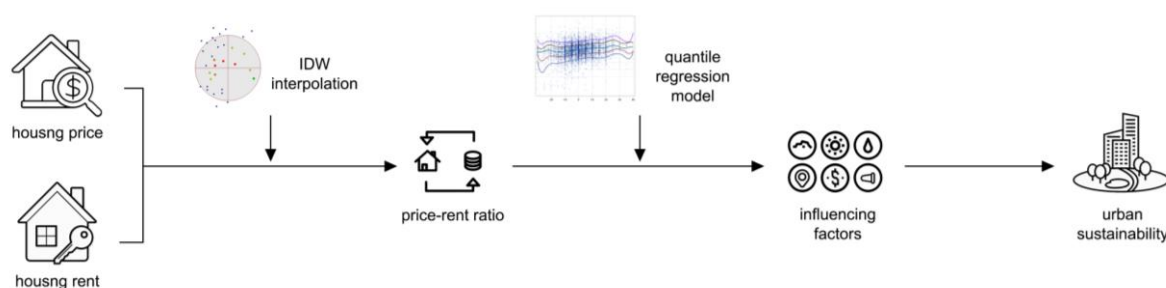 housng price
housng rent
IDW
interpolation
price-rent ratio
quantile
regression
model
influencing
factors
urban
sustainability